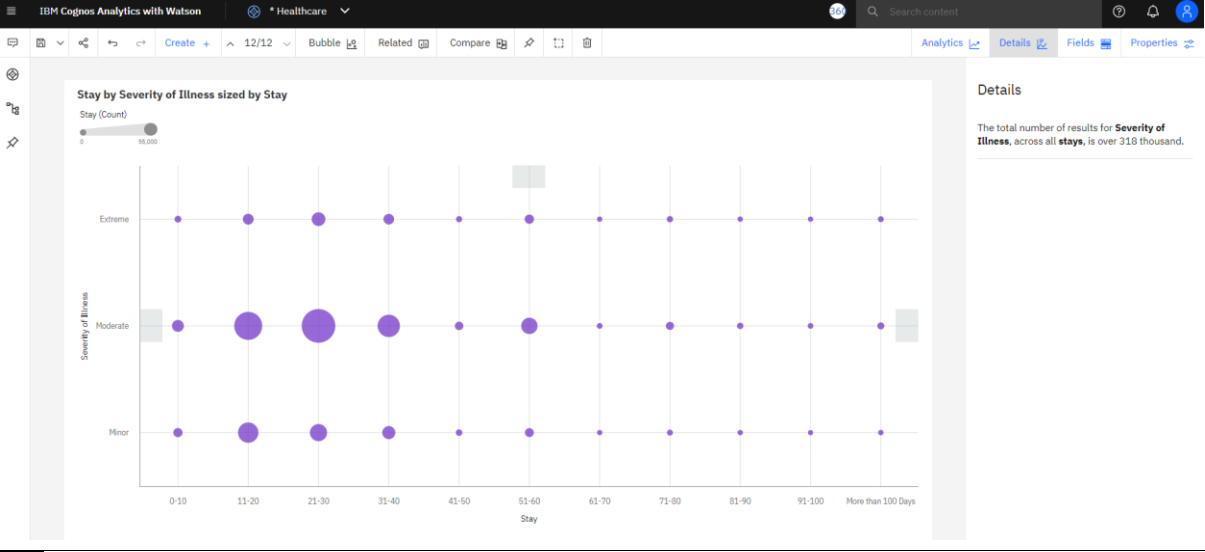 IBM Cognos Analytics with Watson
* Healthcare
360
Search content
Create +
12/12
Bubble
Related
Compare
Analytics
Details
Fields
Properties
Stay by Severity of Illness sized by Stay
Stay (Count)
0
Details
The total number of results for Severity of
Illness, across all stays, is over 318 thousand.
Severity of Illness
Extreme
Moderate
Minor
0-10 11-20 21-30 31-40 41-50 51-60 61-70 71-80 81-90 91-100 More than 100 Days
Stay